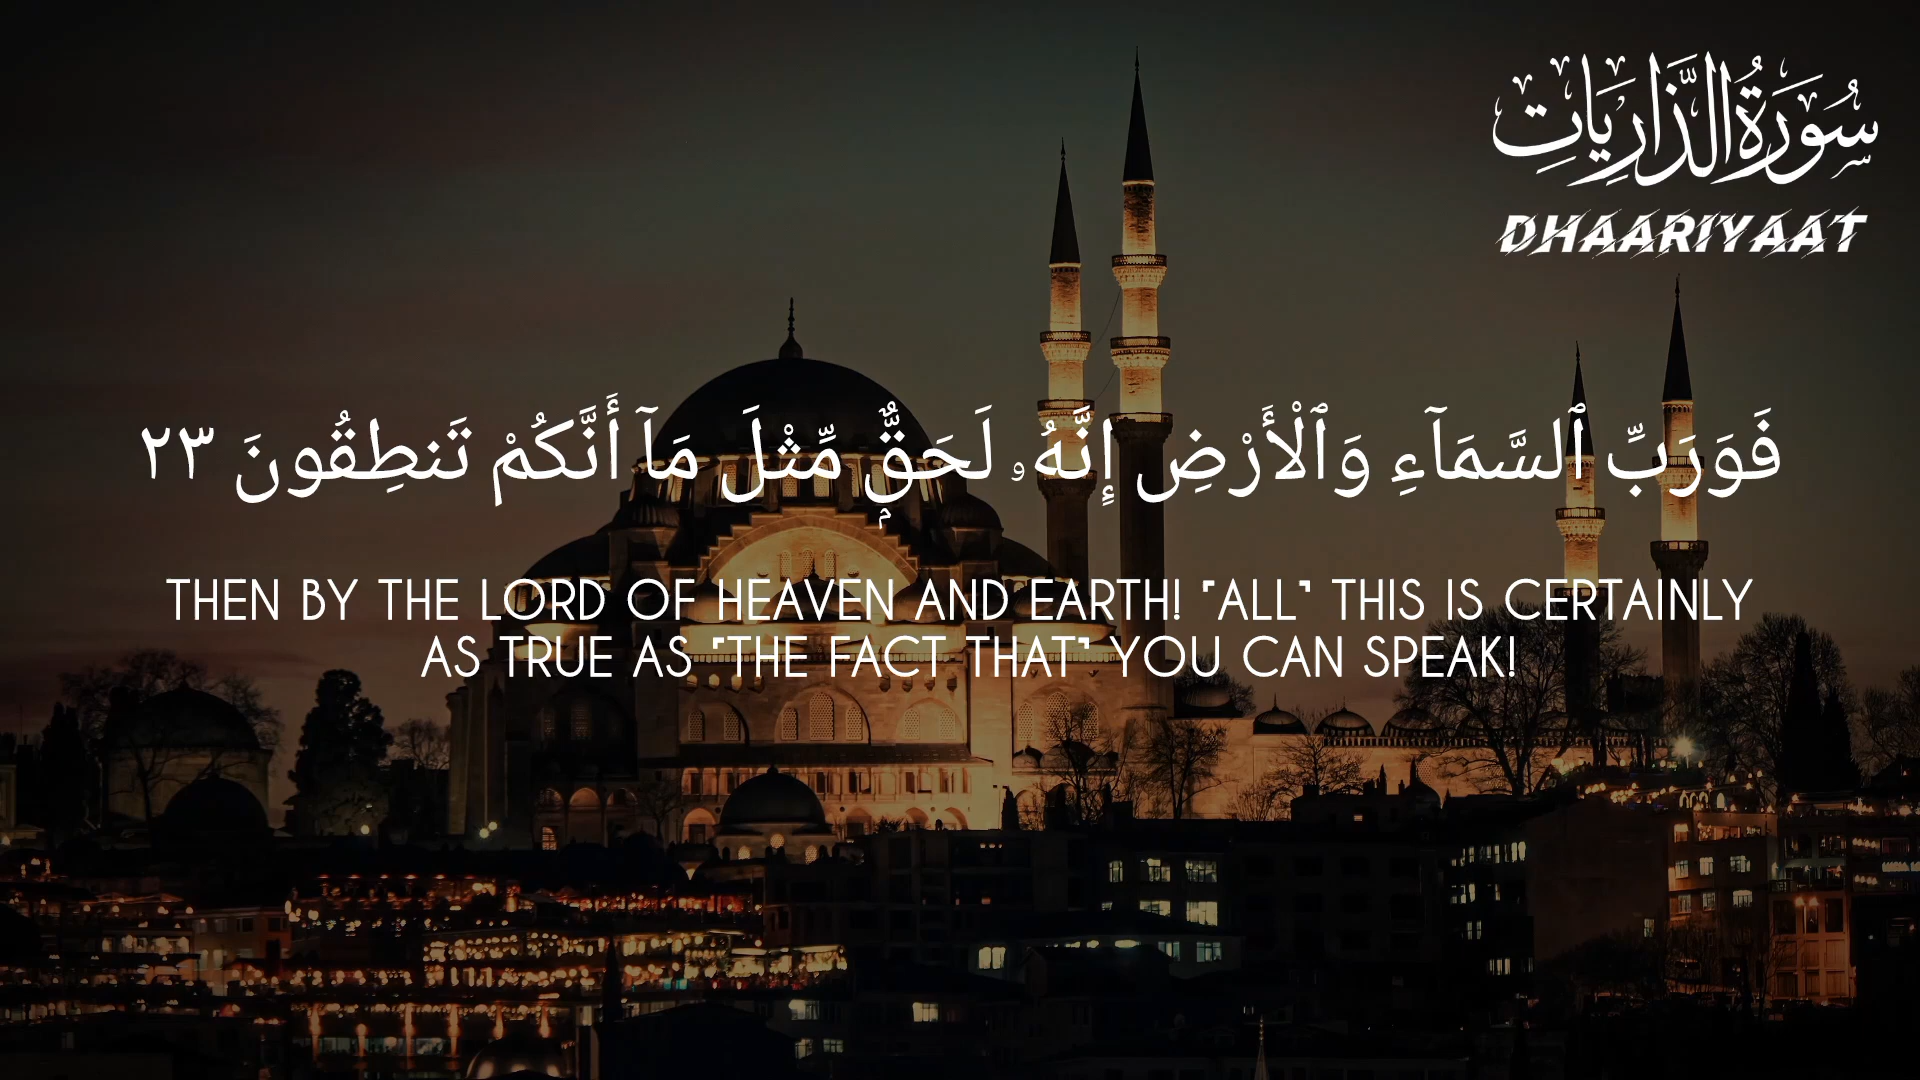 سُورَةُ الذَّارِيَاتِ
DHAARIYAAT
فَوَرَبِّ ٱلسَّمَآءِ وَٱلْأَرْضِ إِنَّهُۥ لَحَقٌّۭ مِّثْلَ مَآ أَنَّكُمْ تَنطِقُونَ ٢٣
THEN BY THE LORD OF HEAVEN AND EARTH! ˹ALL˺ THIS IS CERTAINLY
AS TRUE AS ˹THE FACT THAT˺ YOU CAN SPEAK!